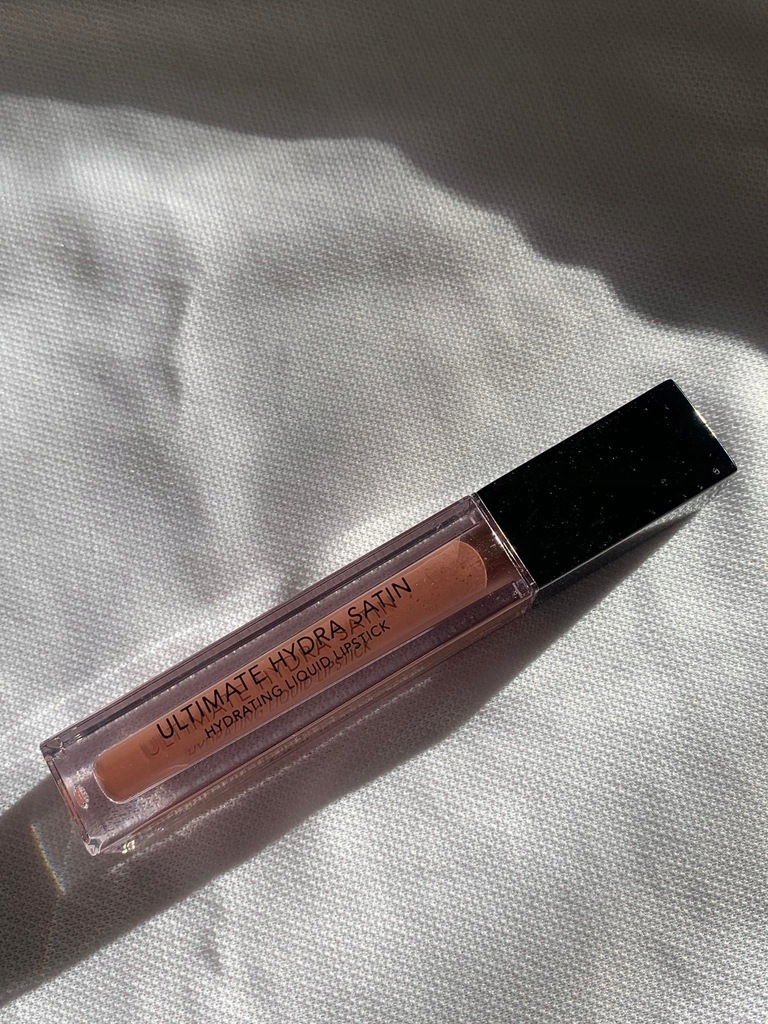 ULTIMATE HYDRA SATIN
HYDRATING LIQUID LIPSTICK